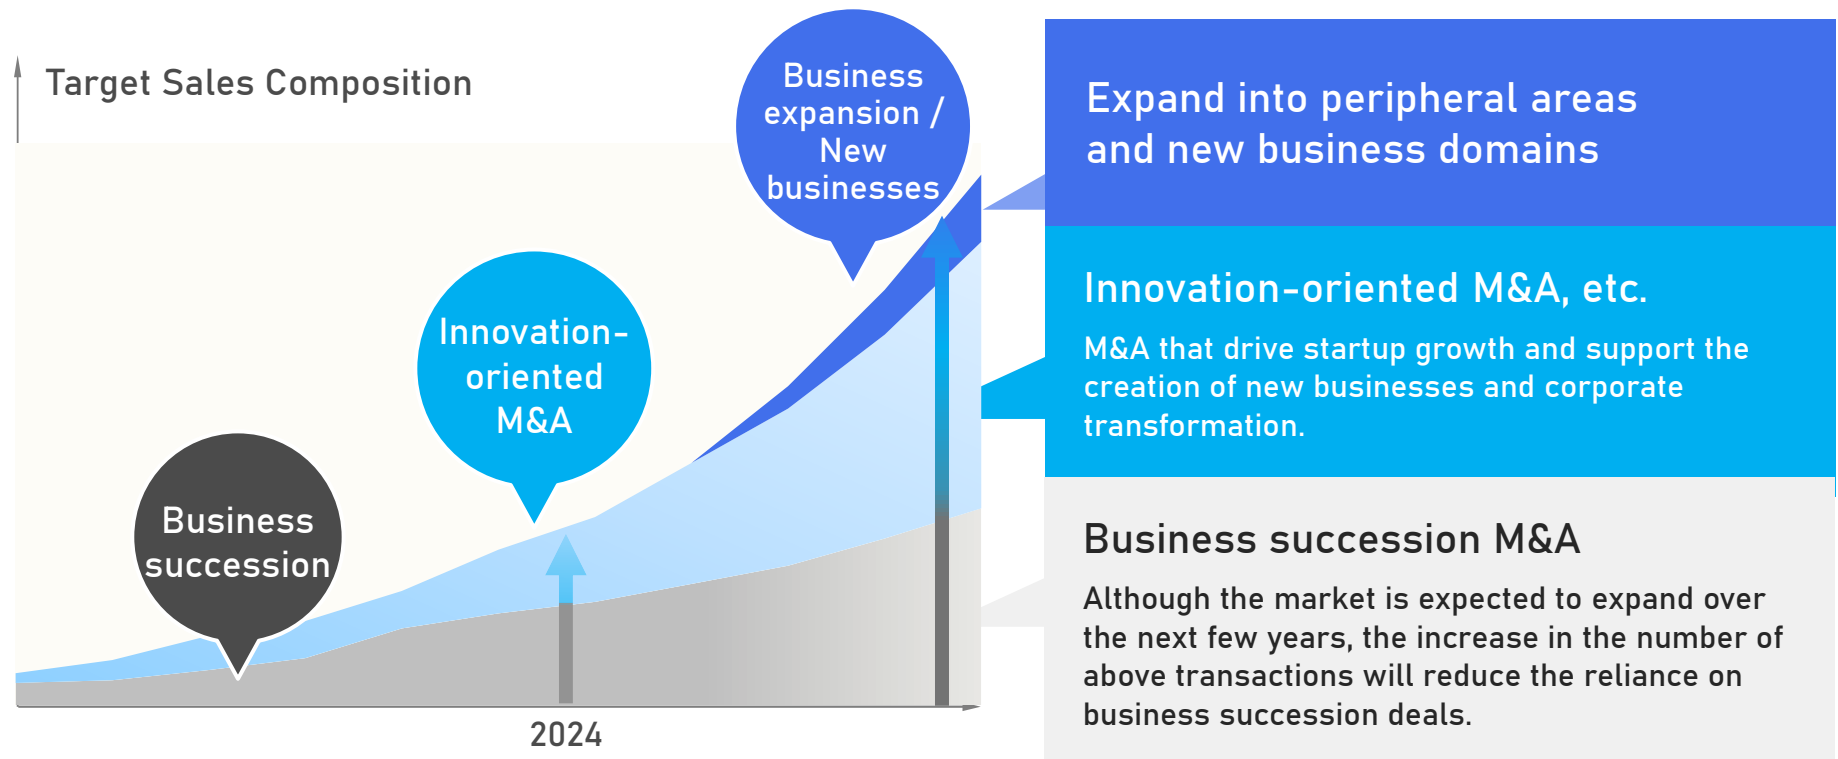 Target Sales Composition
Business
expansion /
New
businesses
Innovation-
oriented
M&A
Business
succession
2024
Expand into peripheral areas
and new business domains
Innovation-oriented M&A, etc.
M&A that drive startup growth and support the
creation of new businesses and corporate
transformation.
Business succession M&A
Although the market is expected to expand over
the next few years, the increase in the number of
above transactions will reduce the reliance on
business succession deals.